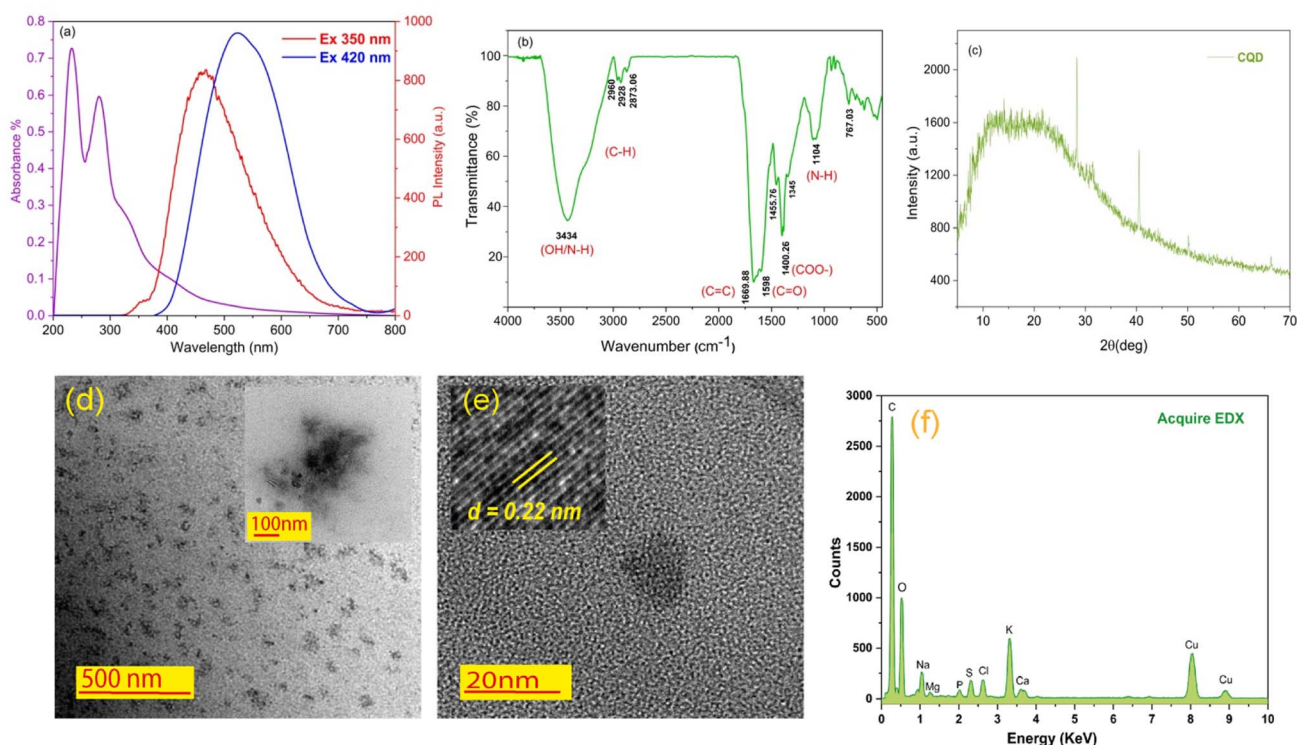 (a)
Ex 350 nm
Ex 420 nm
0.8
0.7
0.6
0.5
0.4
0.3
0.2
0.1
0.0
Absorbance %
1000
800
600
400
200
0
PL Intensity (a.u.)
200 300 400 500 600 700 800
Wavelength (nm)
(b)
100
80
60
40
20
Transmittance (%)
2960
2928
2873.06
(C-H)
3434
(OH/N-H)
1669.88
(C=C)
1598
(C=O)
1455.76
1400.26
(COO-)
1345
1104
(N-H)
767.03
4000 3500 3000 2500 2000 1500 1000 500
Wavenumber (cm-1)
(c)
CQD
2200
1800
1400
1000
600
200
Intensity (a.u.)
10 20 30 40 50 60 70
2θ(deg)
(d)
100nm
500 nm
(e)
d = 0.22 nm
20nm
(f)
Acquire EDX
3000
2500
2000
1500
1000
500
0
Counts
C
O
Na
Mg
P
S
Cl
K
Ca
Cu
Cu
0 1 2 3 4 5 6 7 8 9 10
Energy (KeV)